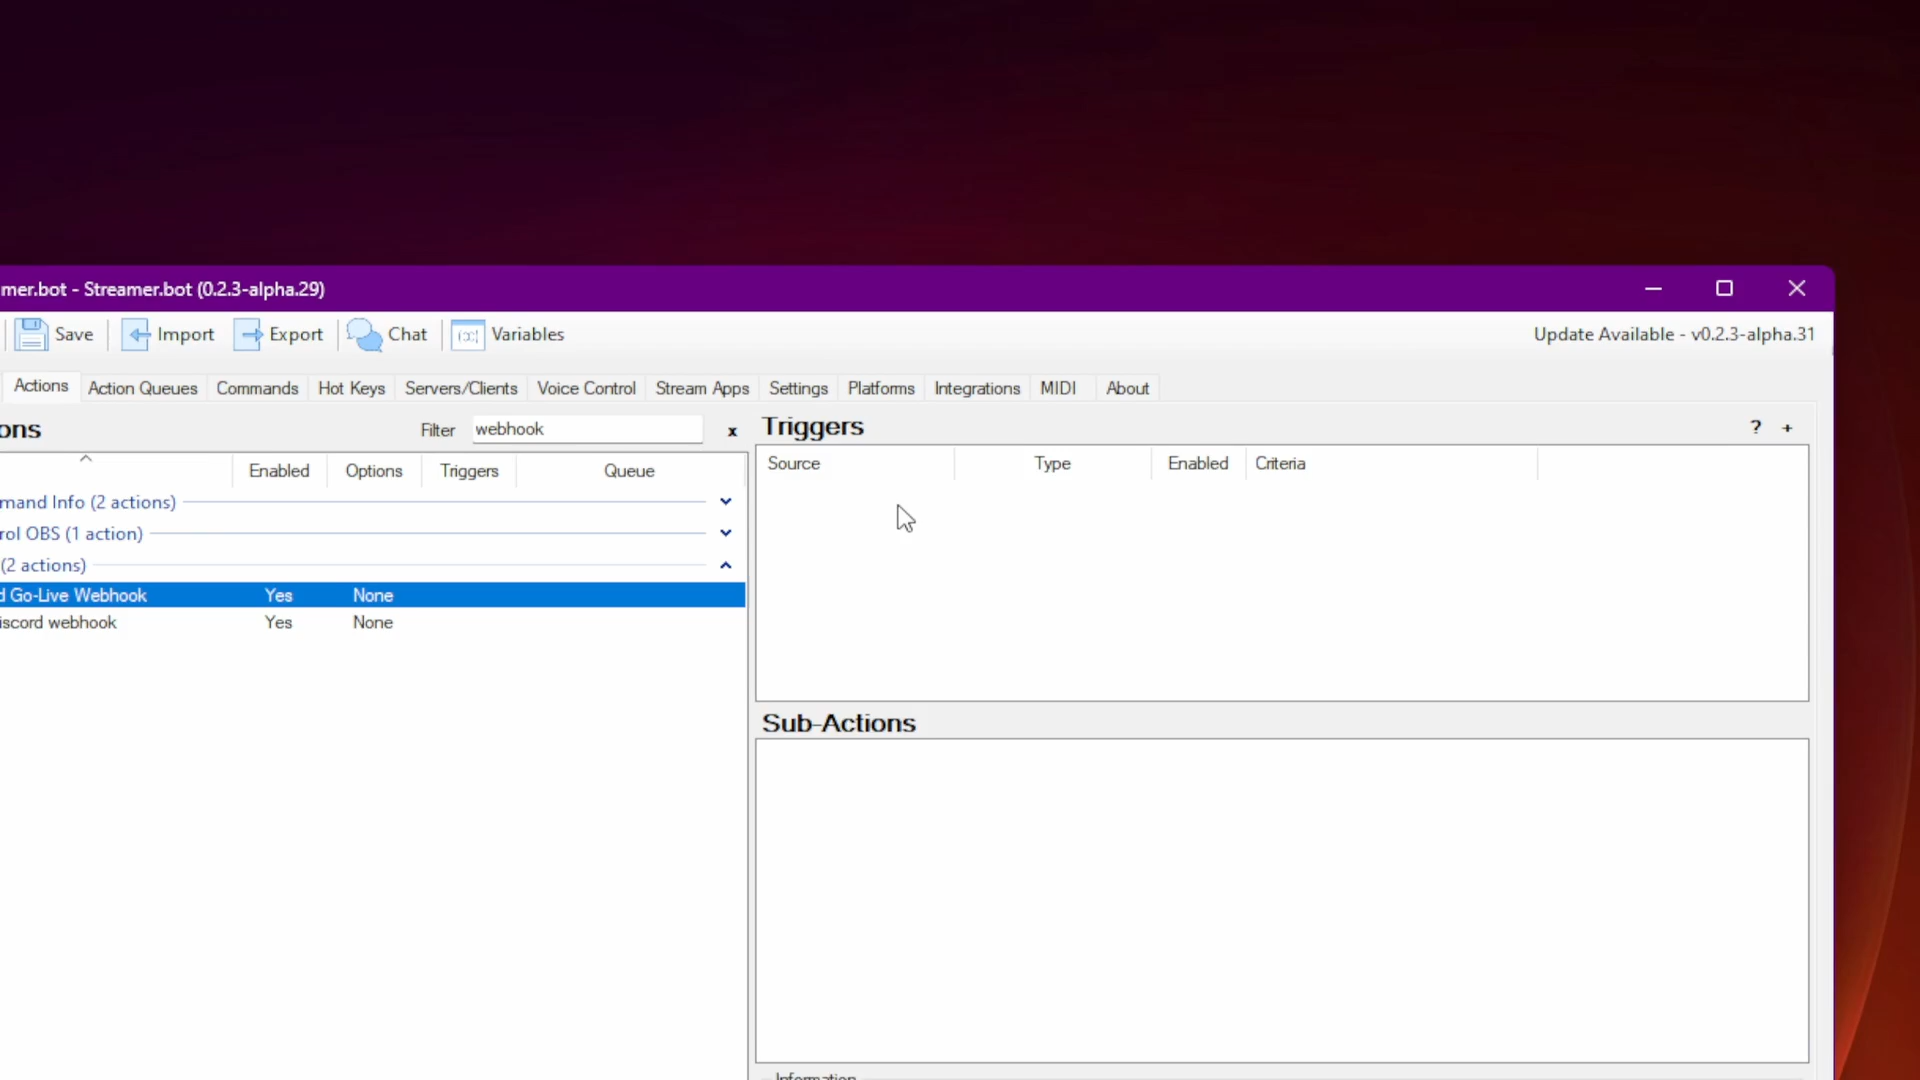 mer.bot - Streamer.bot (0.2.3-alpha.29)
Save Import Export Chat Variables Update Available - v0.2.3-alpha.31
Actions Action Queues Commands Hot Keys Servers/Clients Voice Control Stream Apps Settings Platforms Integrations MIDI About
ons Filter webhook x
Enabled Options Triggers Queue
mand Info (2 actions)
rol OBS (1 action)
(2 actions)
d Go-Live Webhook Yes None
iscord webhook Yes None
Triggers ? +
Source Type Enabled Criteria
Sub-Actions
Information